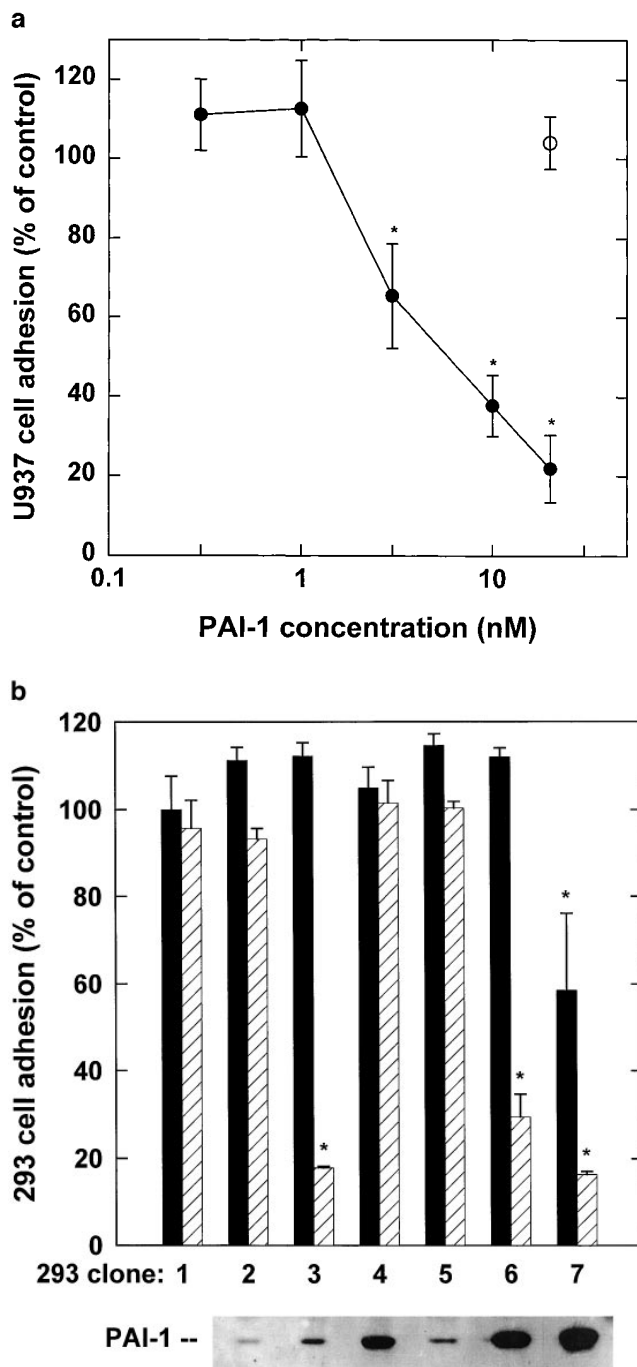 a
U937 cell adhesion (% of control)
120
100
80
60
40
20
0
*
*
*
0.1 1 10
PAI-1 concentration (nM)
b
293 cell adhesion (% of control)
120
100
80
60
40
20
0
*
*
*
*
293 clone: 1 2 3 4 5 6 7
PAI-1 --